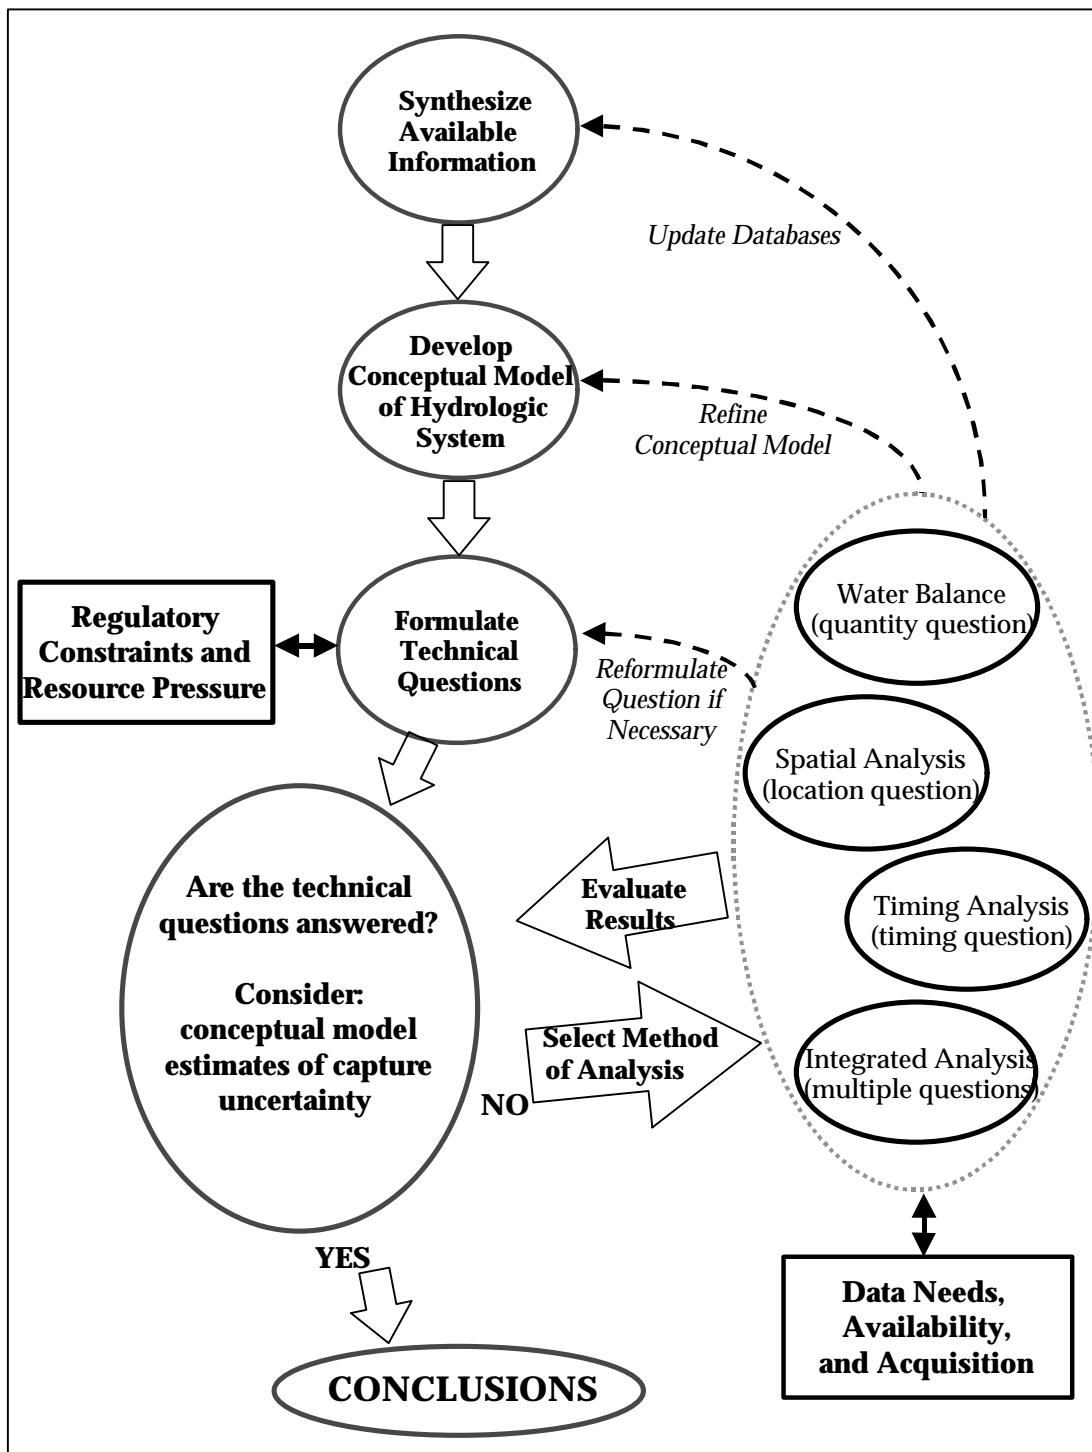 Synthesize
Available
Information
Update Databases
Develop
Conceptual Model
of Hydrologic
System
Refine
Conceptual Model
Regulatory
Constraints and
Resource Pressure
Formulate
Technical
Questions
Reformulate
Question if
Necessary
Water Balance
(quantity question)
Spatial Analysis
(location question)
Timing Analysis
(timing question)
Integrated Analysis
(multiple questions)
Are the technical
questions answered?
Consider:
conceptual model
estimates of capture
uncertainty
Evaluate
Results
Select Method
of Analysis
NO
YES
Data Needs,
Availability,
and Acquisition
CONCLUSIONS